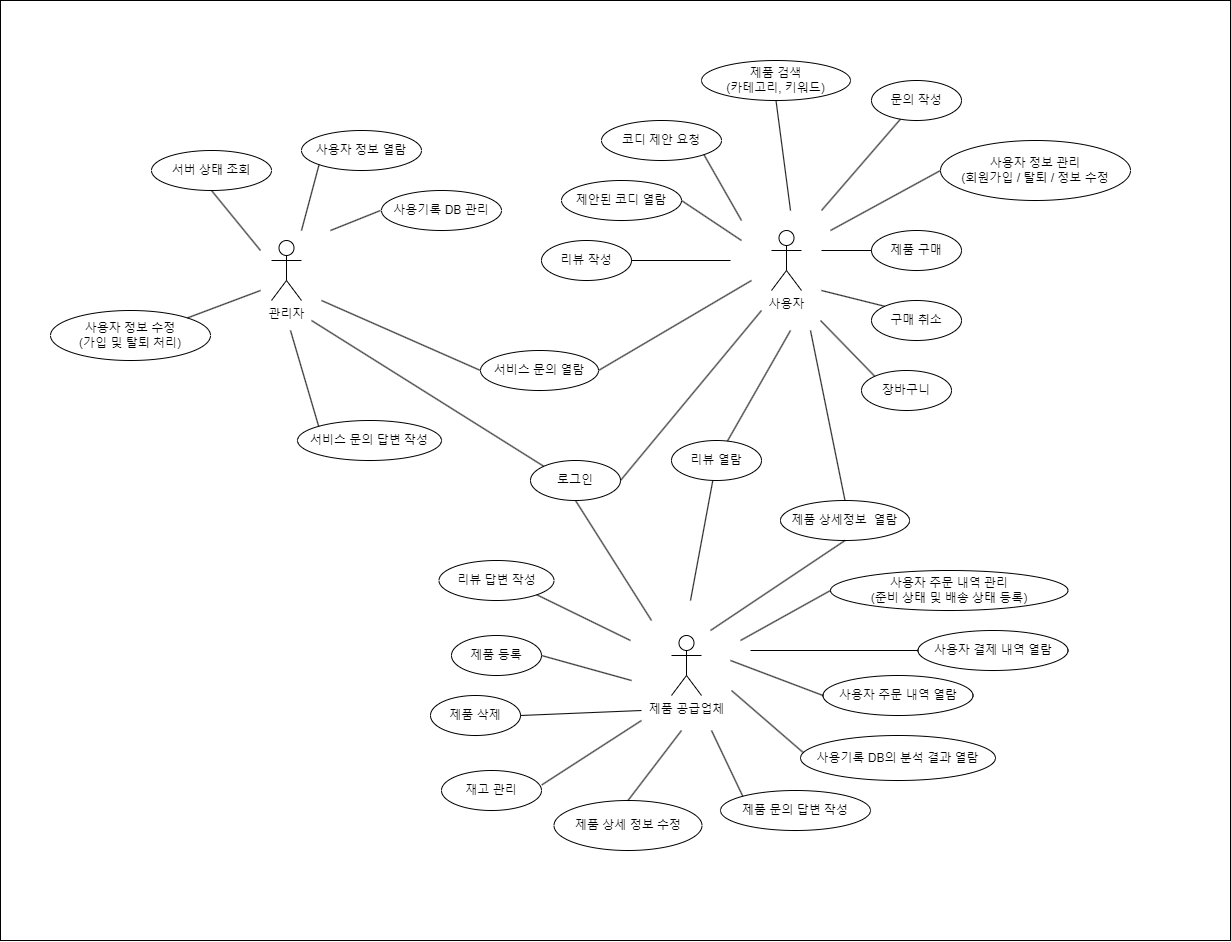 제품 검색
(카테고리, 키워드)
문의 작성
코디 제안 요청
사용자 정보 열람
서버 상태 조회
사용자 정보 관리
(회원가입 / 탈퇴 / 정보 수정
제안된 코디 열람
사용기록 DB 관리
리뷰 작성
제품 구매
사용자
관리자
구매 취소
사용자 정보 수정
(가입 및 탈퇴 처리)
서비스 문의 열람
장바구니
서비스 문의 답변 작성
리뷰 열람
로그인
제품 상세정보  열람
리뷰 답변 작성
사용자 주문 내역 관리
(준비 상태 및 배송 상태 등록)
제품 등록
사용자 결제 내역 열람
사용자 주문 내역 열람
제품 공급업체
제품 삭제
사용기록 DB의 분석 결과 열람
재고 관리
제품 문의 답변 작성
제품 상세 정보 수정